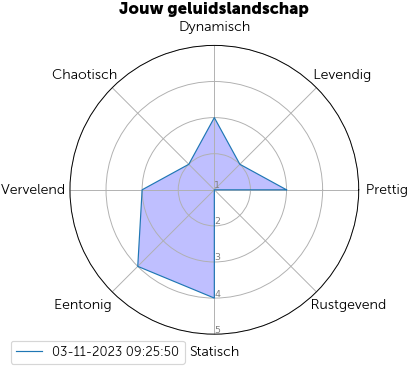 Jouw geluidslandschap
Dynamisch
Chaotisch
Levendig
Vervelend
1
Prettig
2
3
4
Eentonig
Rustgevend
5
03-11-2023 09:25:50
Statisch